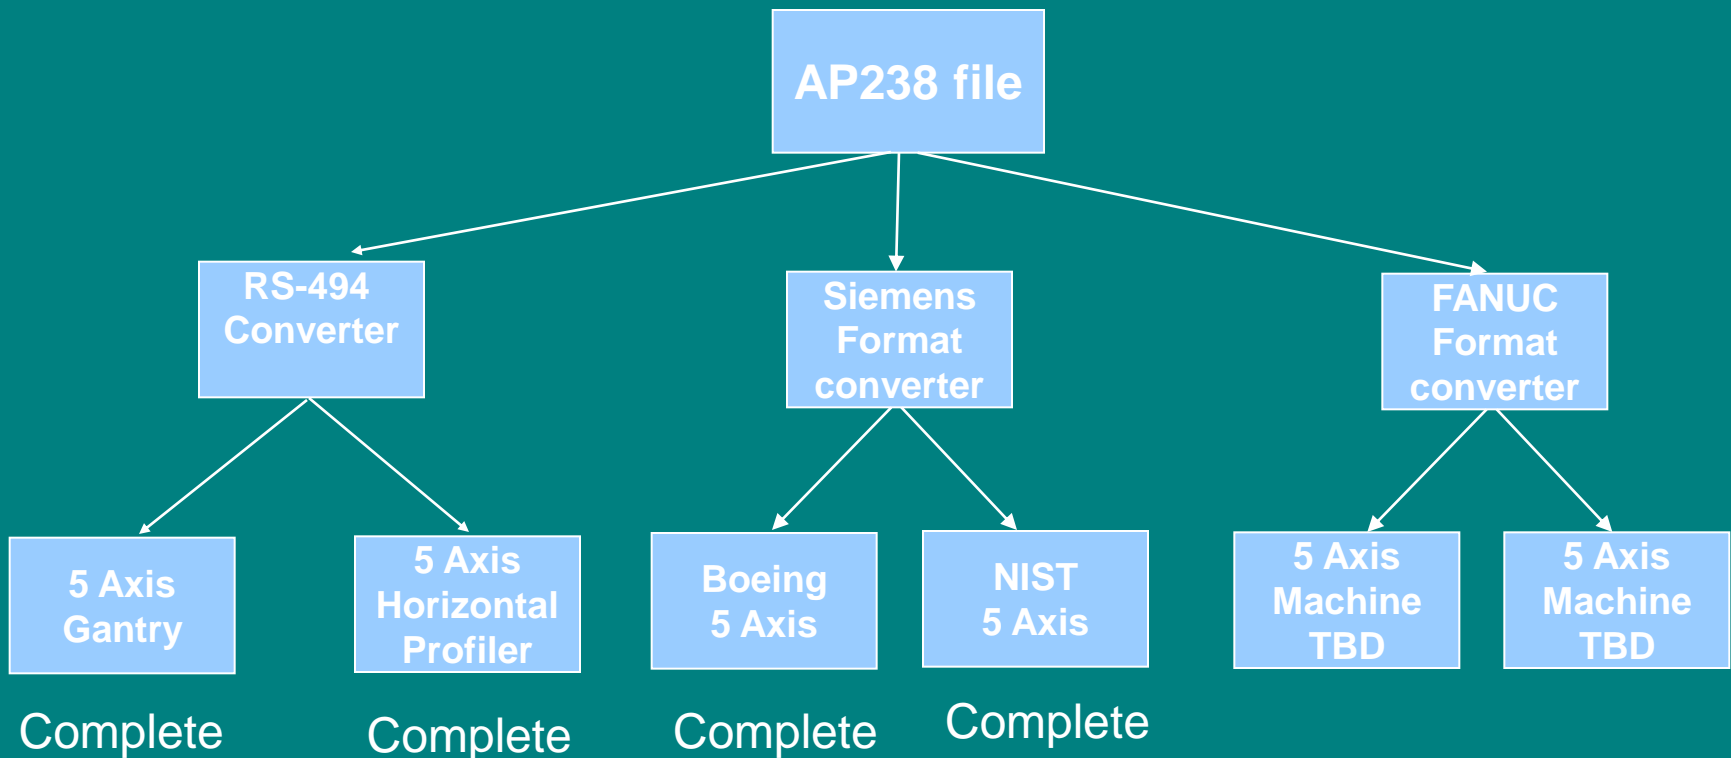 AP238 file
RS-494
Converter
Siemens
Format
converter
FANUC
Format
converter
5 Axis
Gantry
5 Axis
Horizontal
Profiler
Boeing
5 Axis
NIST
5 Axis
5 Axis
Machine
TBD
5 Axis
Machine
TBD
Complete
Complete
Complete
Complete